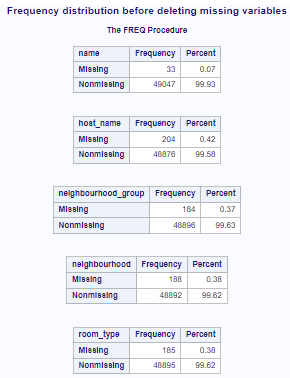 Frequency distribution before deleting missing variables
The FREQ Procedure
name Frequency Percent
Missing 33 0.07
Nonmissing 49047 99.93
host_name Frequency Percent
Missing 204 0.42
Nonmissing 48876 99.58
neighbourhood_group Frequency Percent
Missing 184 0.37
Nonmissing 48896 99.63
neighbourhood Frequency Percent
Missing 188 0.38
Nonmissing 48892 99.62
room_type Frequency Percent
Missing 185 0.38
Nonmissing 48895 99.62